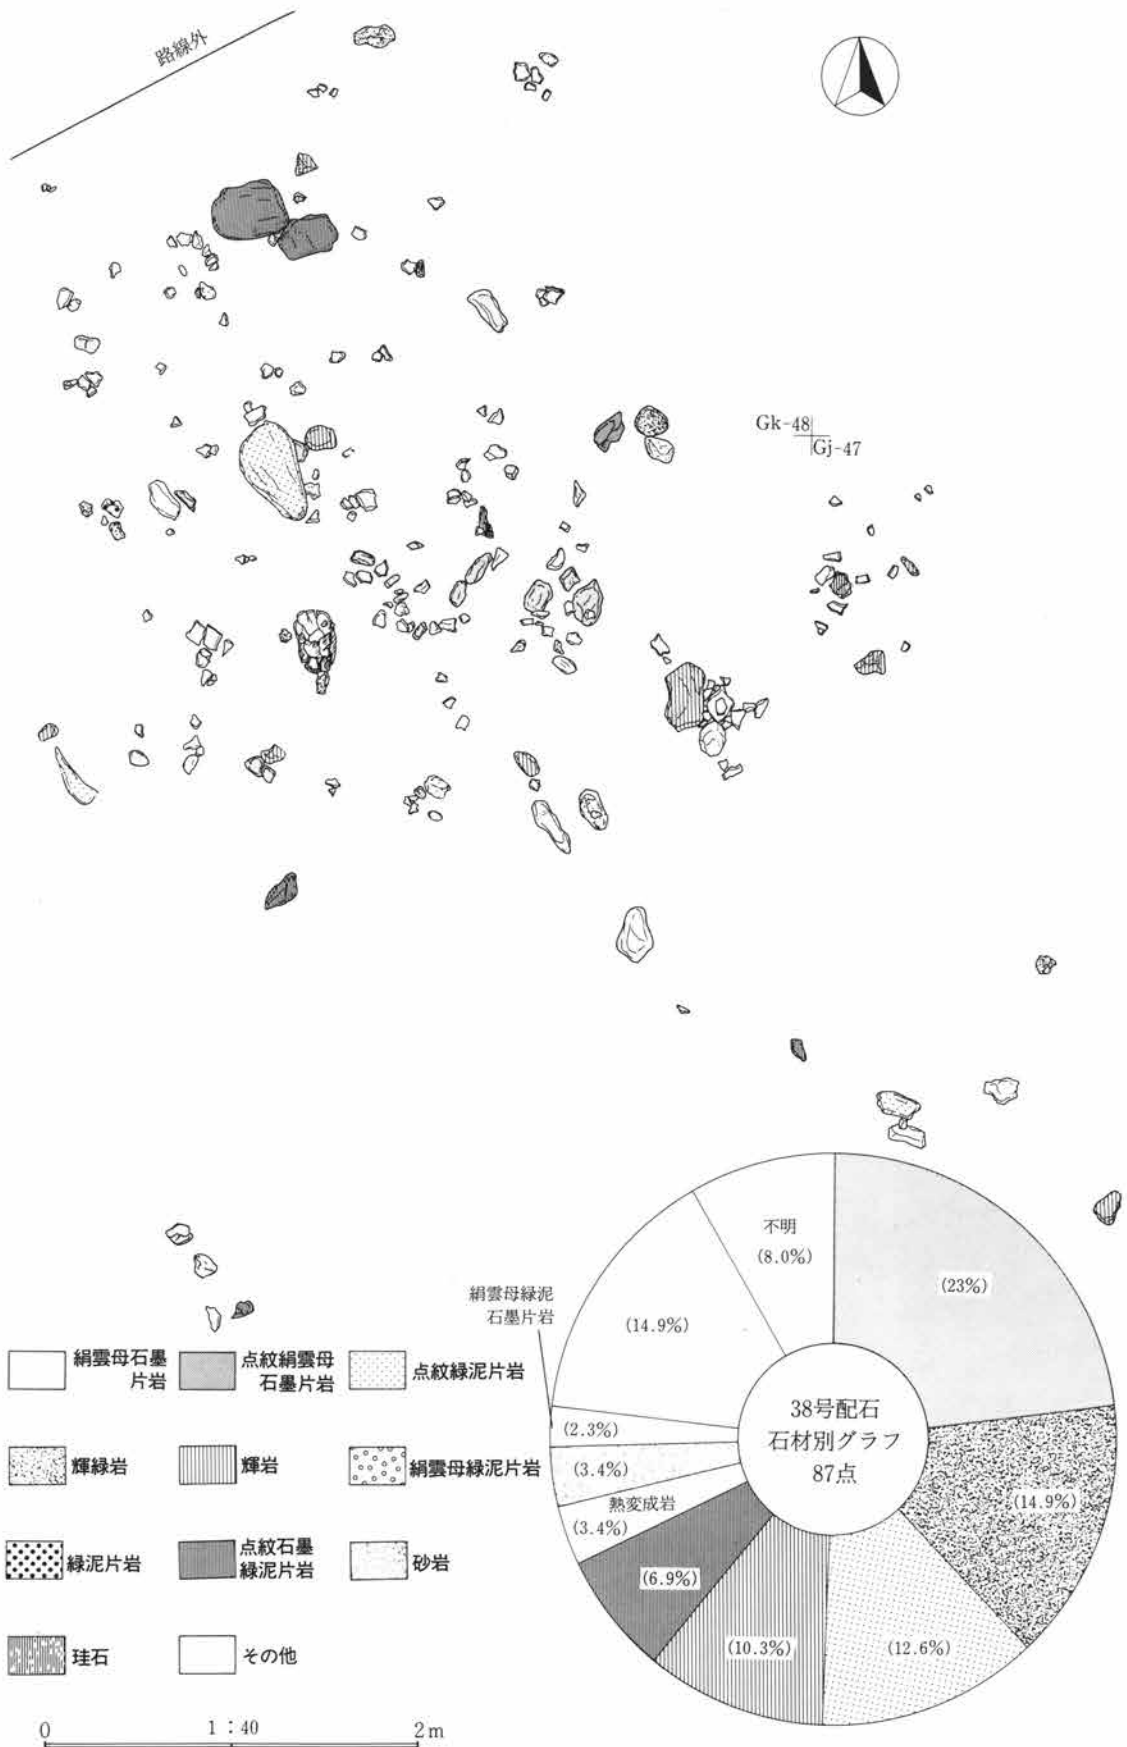 路線外
Gk-48
Gj-47
不明
(8.0%)
(23%)
絹雲母緑泥
石墨片岩
(14.9%)
(2.3%)
(3.4%)
熱変成岩
(3.4%)
(6.9%)
(10.3%)
(12.6%)
(14.9%)
38号配石
石材別グラフ
87点
絹雲母石墨
片岩
点紋絹雲母
石墨片岩
点紋緑泥片岩
輝緑岩
輝岩
絹雲母緑泥片岩
緑泥片岩
点紋石墨
緑泥片岩
砂岩
珪石
その他
0 1:40 2m